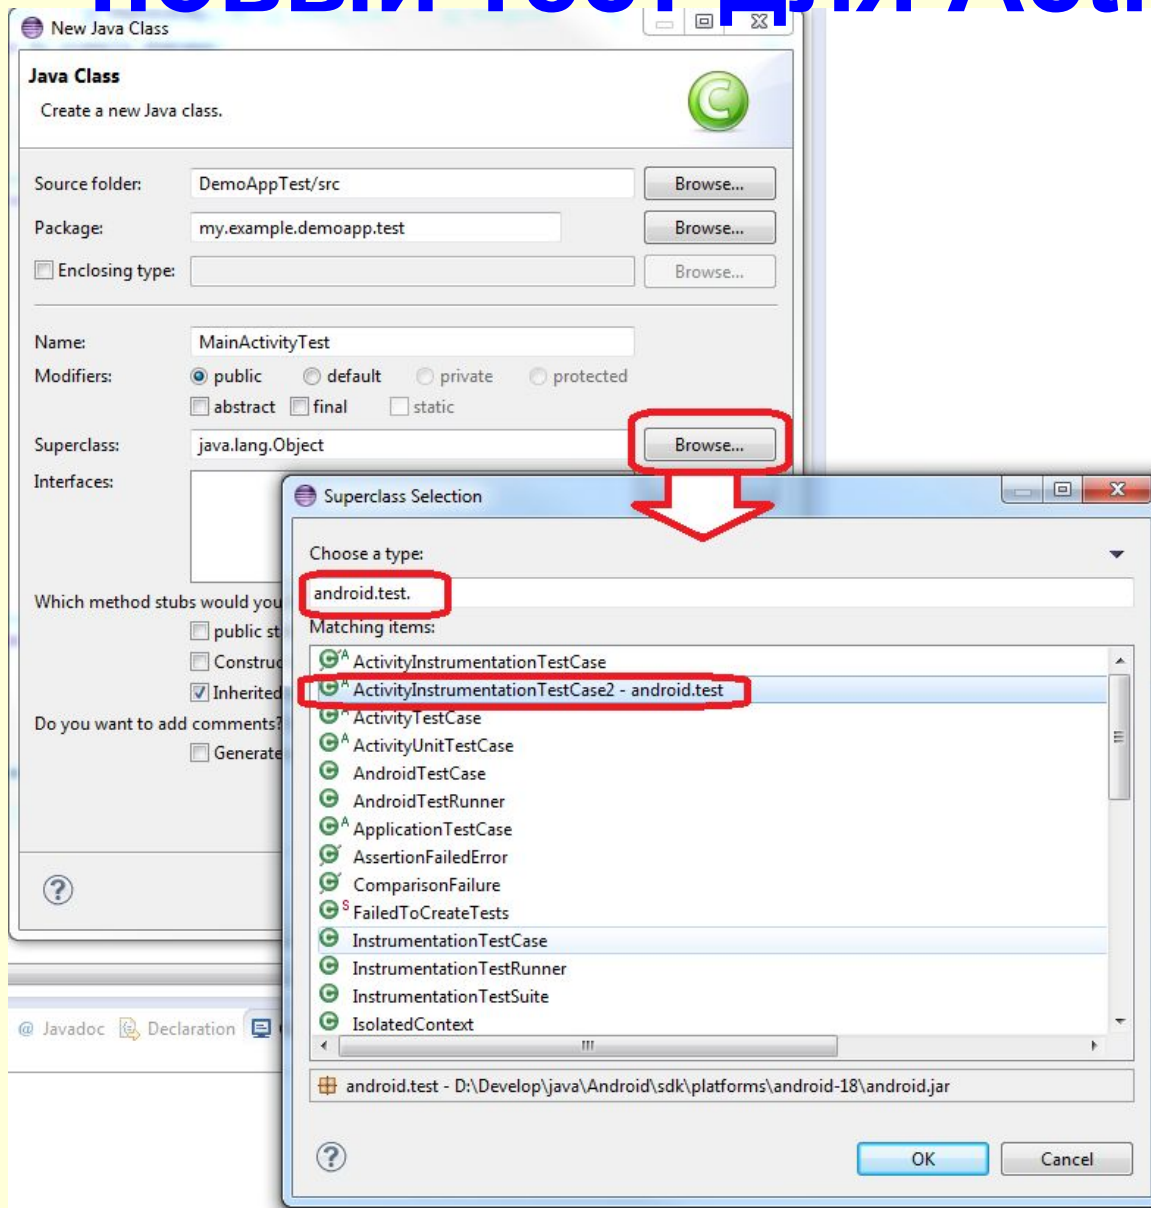 New Java Class
Java Class
Create a new Java class.
Source folder: DemoAppTest/src Browse...
Package: my.example.demoapp.test Browse...
Enclosing type: Browse...
Name: MainActivityTest
Modifiers: public default private protected
abstract final static
Superclass: java.lang.Object Browse...
Interfaces:
Which method stubs would you
public st
Construc
Inherited
Do you want to add comments?
Generate
@ Javadoc Declaration
Superclass Selection
Choose a type:
android.test.
Matching items:
ActivityInstrumentationTestCase
ActivityInstrumentationTestCase2 - android.test
ActivityTestCase
ActivityUnitTestCase
AndroidTestCase
AndroidTestRunner
ApplicationTestCase
AssertionFailedError
ComparisonFailure
FailedToCreateTests
InstrumentationTestCase
InstrumentationTestRunner
InstrumentationTestSuite
IsolatedContext
android.test - D:\Develop\java\Android\sdk\platforms\android-18\android.jar
OK Cancel